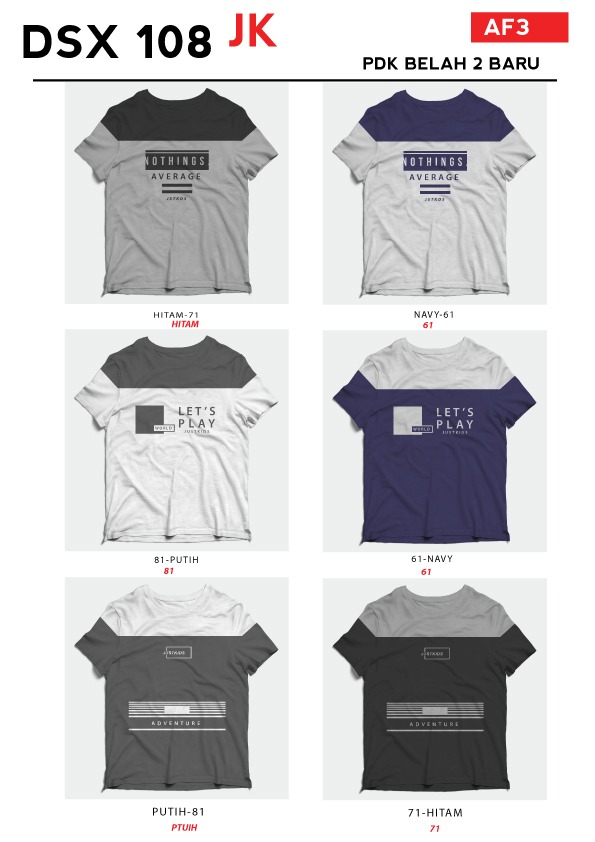 DSX 108 JK
AF3
PDK BELAH 2 BARU
NOTHINGS.
AVERAGE
JSTKDS
HITAM-71
HITAM
NOTHINGS.
AVERAGE
JSTKDS
NAVY-61
61
LET'S
PLAY
WORLD
JUSTKIDS
81-PUTIH
81
LET'S
PLAY
WORLD
JUSTKIDS
61-NAVY
61
ADVENTURE
PUTIH-81
PTUIH
ADVENTURE
71-HITAM
71